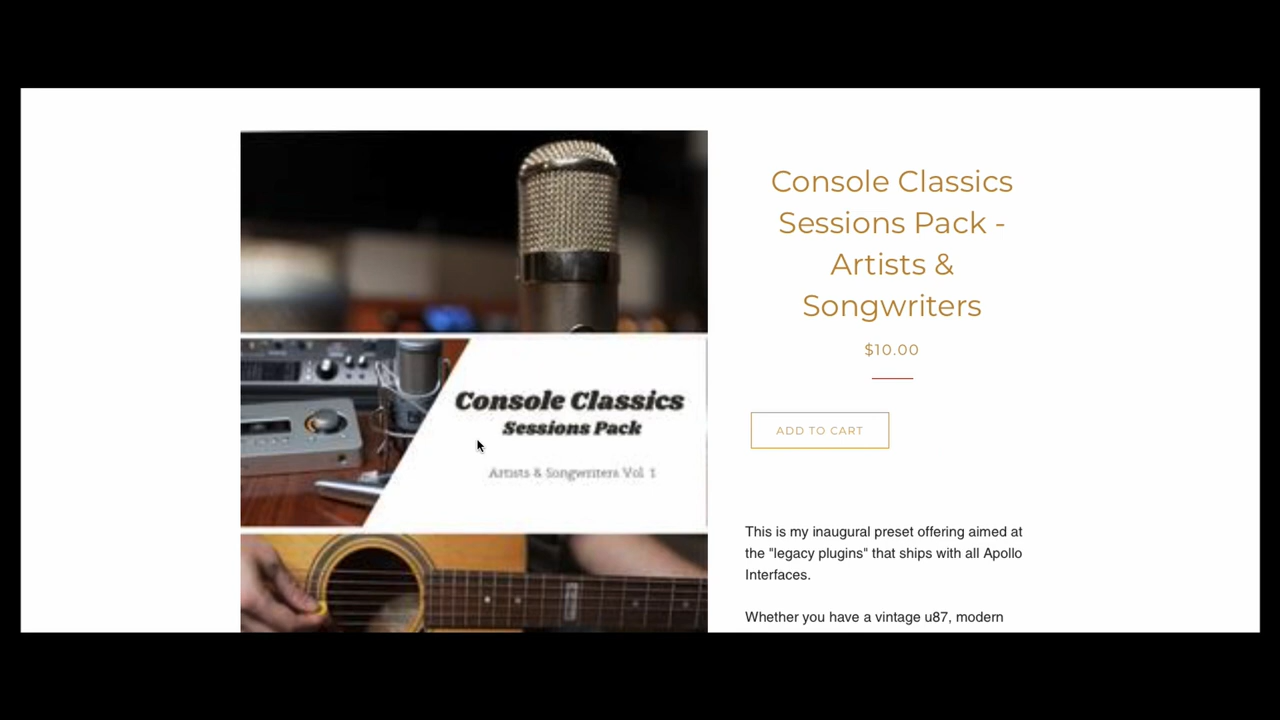 Console Classics
Sessions Pack -
Artists &
Songwriters
$10.00
ADD TO CART
Console Classics
Sessions Pack
Artists & Songwriters Vol 1
This is my inaugural preset offering aimed at
the "legacy plugins" that ships with all Apollo
Interfaces.
Whether you have a vintage u87, modern